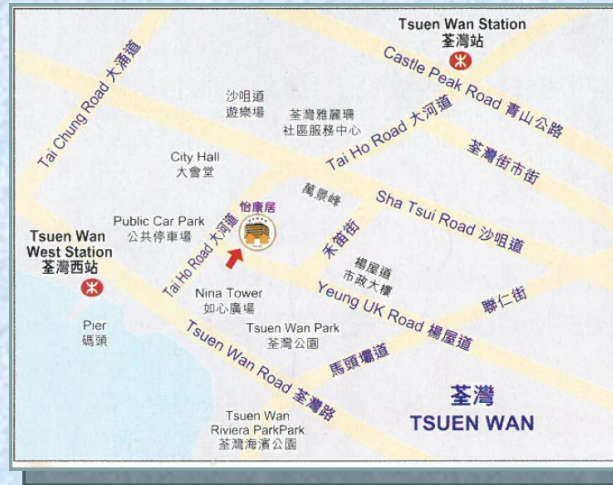 Tsuen Wan Station
荃灣站
Castle Peak Road 青山公路
Tai Chung Road 大涌道
沙咀道
遊樂場
荃灣雅麗珊
社區服務中心
Tai Ho Road 大河道
荃灣街市街
City Hall
大會堂
怡康居
萬景峰
Sha Tsui Road 沙咀道
Public Car Park
公共停車場
Tai Ho Road 大河道
禾笛街
Tsuen Wan
West Station
荃灣西站
楊屋道
市政大樓
聯仁街
Nina Tower
如心廣場
Yeung UK Road 楊屋道
Pier
碼頭
Tsuen Wan Park
荃灣公園
Tsuen Wan Road 荃灣路
馬頭壩道
荃灣
TSUEN WAN
Tsuen Wan
Riviera ParkPark
荃灣海濱公園